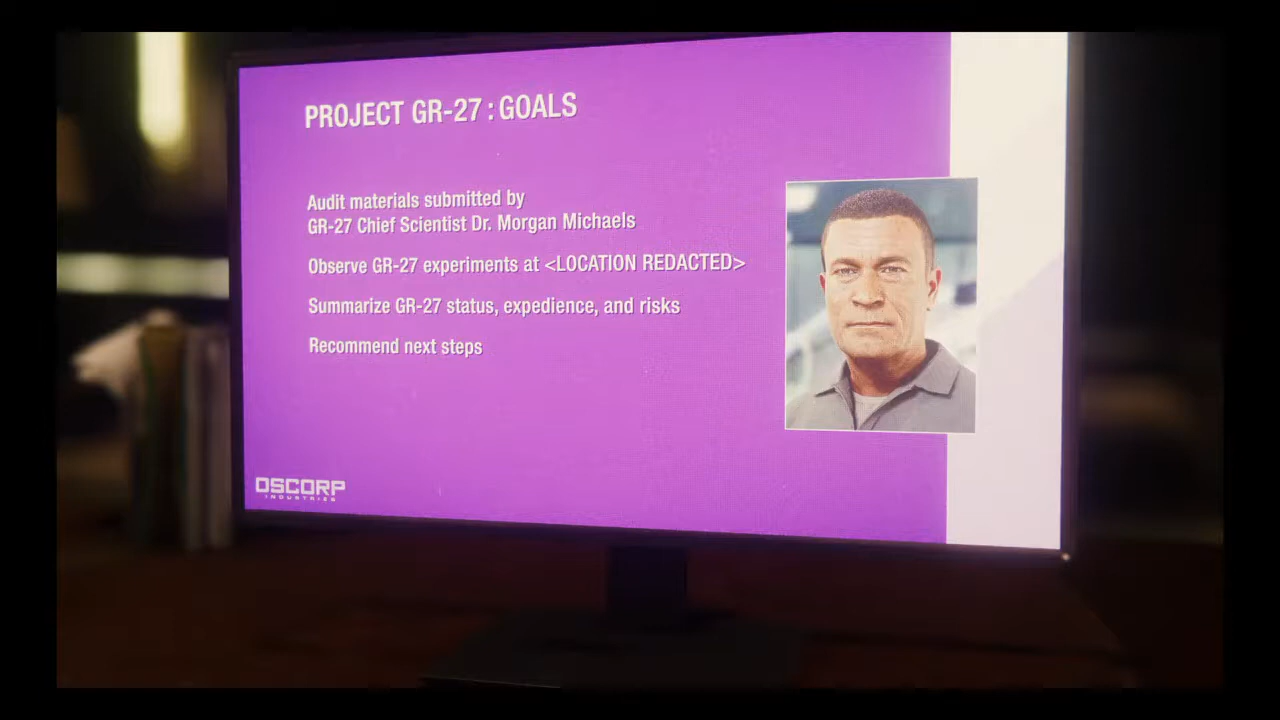 PROJECT GR-27 : GOALS
Audit materials submitted by
GR-27 Chief Scientist Dr. Morgan Michaels
Observe GR-27 experiments at <LOCATION REDACTED>
Summarize GR-27 status, expedience, and risks
Recommend next steps
OSCORP
INDUSTRIES